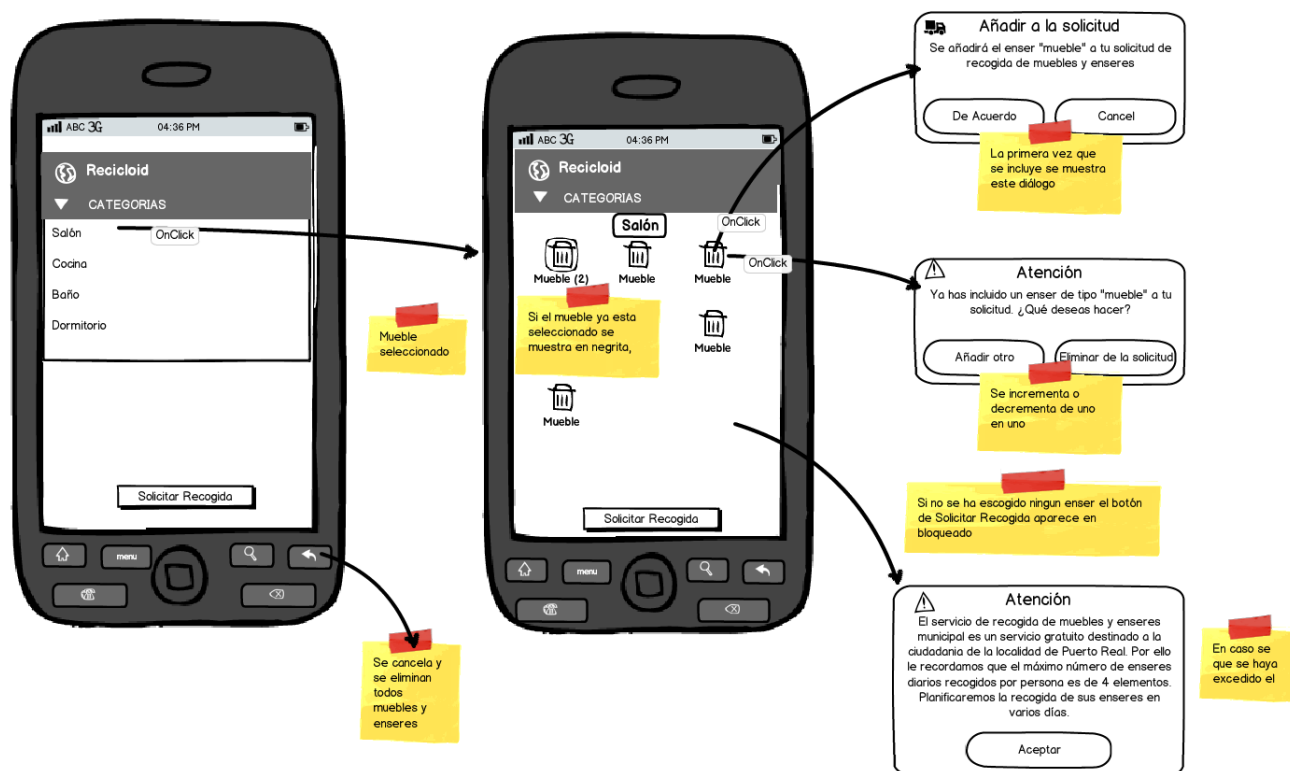 ABC 3G 04:36 PM
Recicloid
CATEGORIAS
Salón
OnClick
Cocina
Baño
Dormitorio
Solicitar Recogida
menu
Mueble
seleccionado
Se cancela y
se eliminan
todos
muebles y
enseres
ABC 3G 04:36 PM
Recicloid
CATEGORIAS
Salón
OnClick
OnClick
Mueble (2)
Mueble
Mueble
Si el mueble ya esta
seleccionado se
muestra en negrita,
Mueble
Mueble
Solicitar Recogida
menu
Añadir a la solicitud
Se añadirá el enser "mueble" a tu solicitud de
recogida de muebles y enseres
De Acuerdo
Cancel
La primera vez que
se incluye se muestra
este diálogo
Atención
Ya has incluido un enser de tipo "mueble" a tu
solicitud. ¿Qué deseas hacer?
Añadir otro
Eliminar de la solicitud
Se incrementa o
decrementa de uno
en uno
Si no se ha escogido ningun enser el botón
de Solicitar Recogida aparece en
bloqueado
Atención
El servicio de recogida de muebles y enseres
municipal es un servicio gratuito destinado a la
ciudadania de la localidad de Puerto Real. Por ello
le recordamos que el máximo número de enseres
diarios recogidos por persona es de 4 elementos.
Planificaremos la recogida de sus enseres en
varios días.
Aceptar
En caso se
que se haya
excedido el